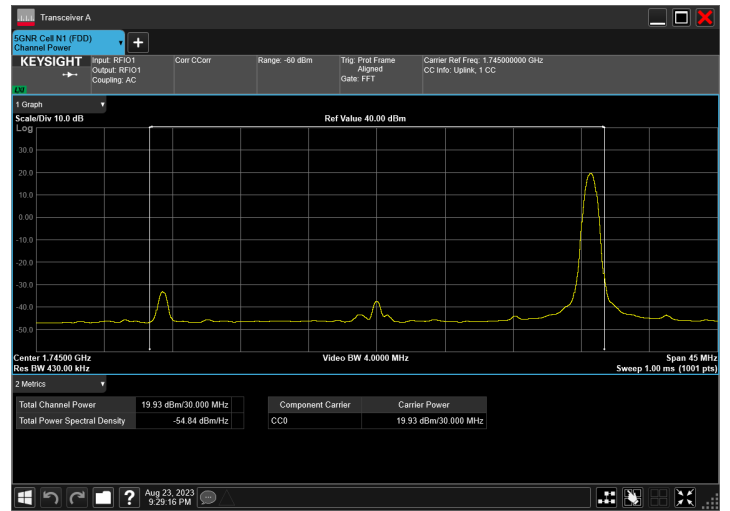 Transceiver A
5GNR Cell N1 (FDD)
Channel Power
KEYSIGHT
Input: RFIO1
Output: RFIO1
Coupling: AC
Corr CCorr
Range: -60 dBm
Trig: Prot Frame
Aligned
Gate: FFT
Carrier Ref Freq: 1.745000000 GHz
CC Info: Uplink, 1 CC
LXI
1 Graph
Scale/Div 10.0 dB
Ref Value 40.00 dBm
Log
30.0
20.0
10.0
0.00
-10.0
-20.0
-30.0
-40.0
-50.0
Center 1.74500 GHz
Video BW 4.0000 MHz
Span 45 MHz
Res BW 430.00 kHz
Sweep 1.00 ms (1001 pts)
2 Metrics
Total Channel Power 19.93 dBm/30.000 MHz
Total Power Spectral Density -54.84 dBm/Hz
Component Carrier Carrier Power
CC0 19.93 dBm/30.000 MHz
Aug 23, 2023
9:29:16 PM